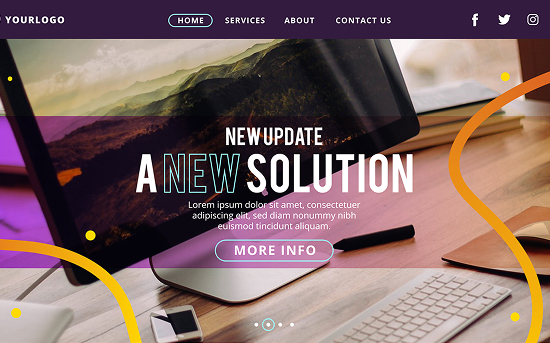 YOURLOGO
HOME
SERVICES
ABOUT
CONTACT US
NEW UPDATE
A NEW SOLUTION
Lorem ipsum dolor sit amet, consectetuer
adipiscing elit, sed diam nonummy nibh
euismod tincidunt aliquam.
MORE INFO